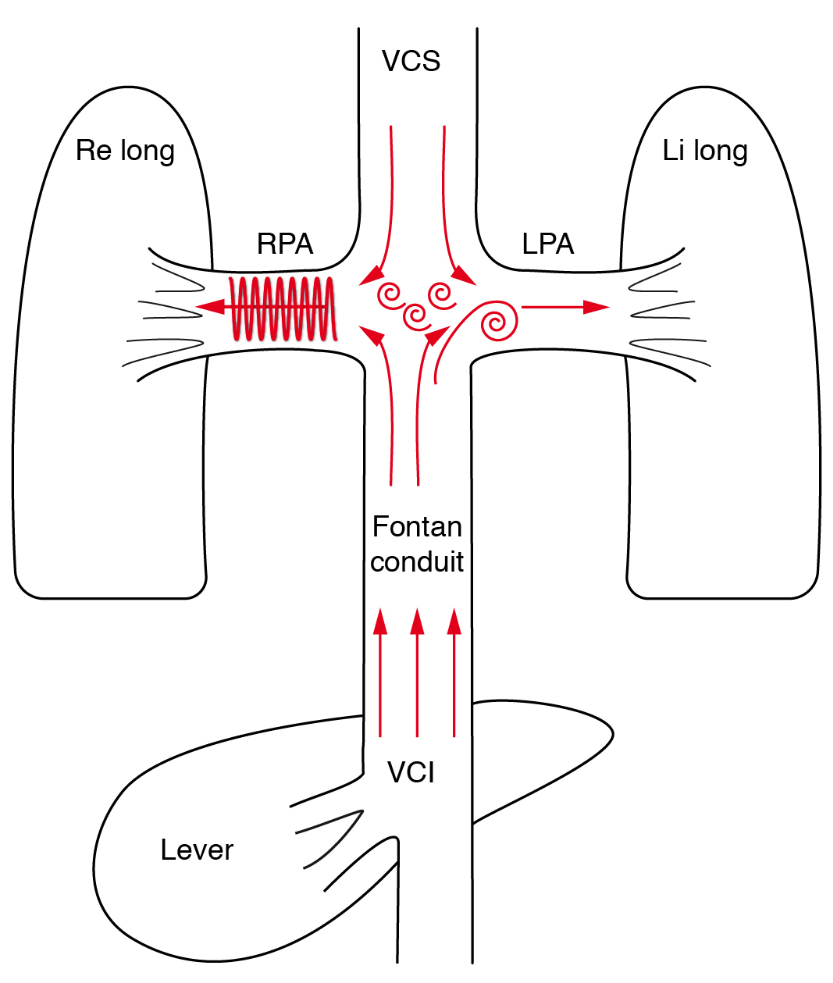 VCS
Re long
Li long
RPA
LPA
Fontan
conduit
VCI
Lever